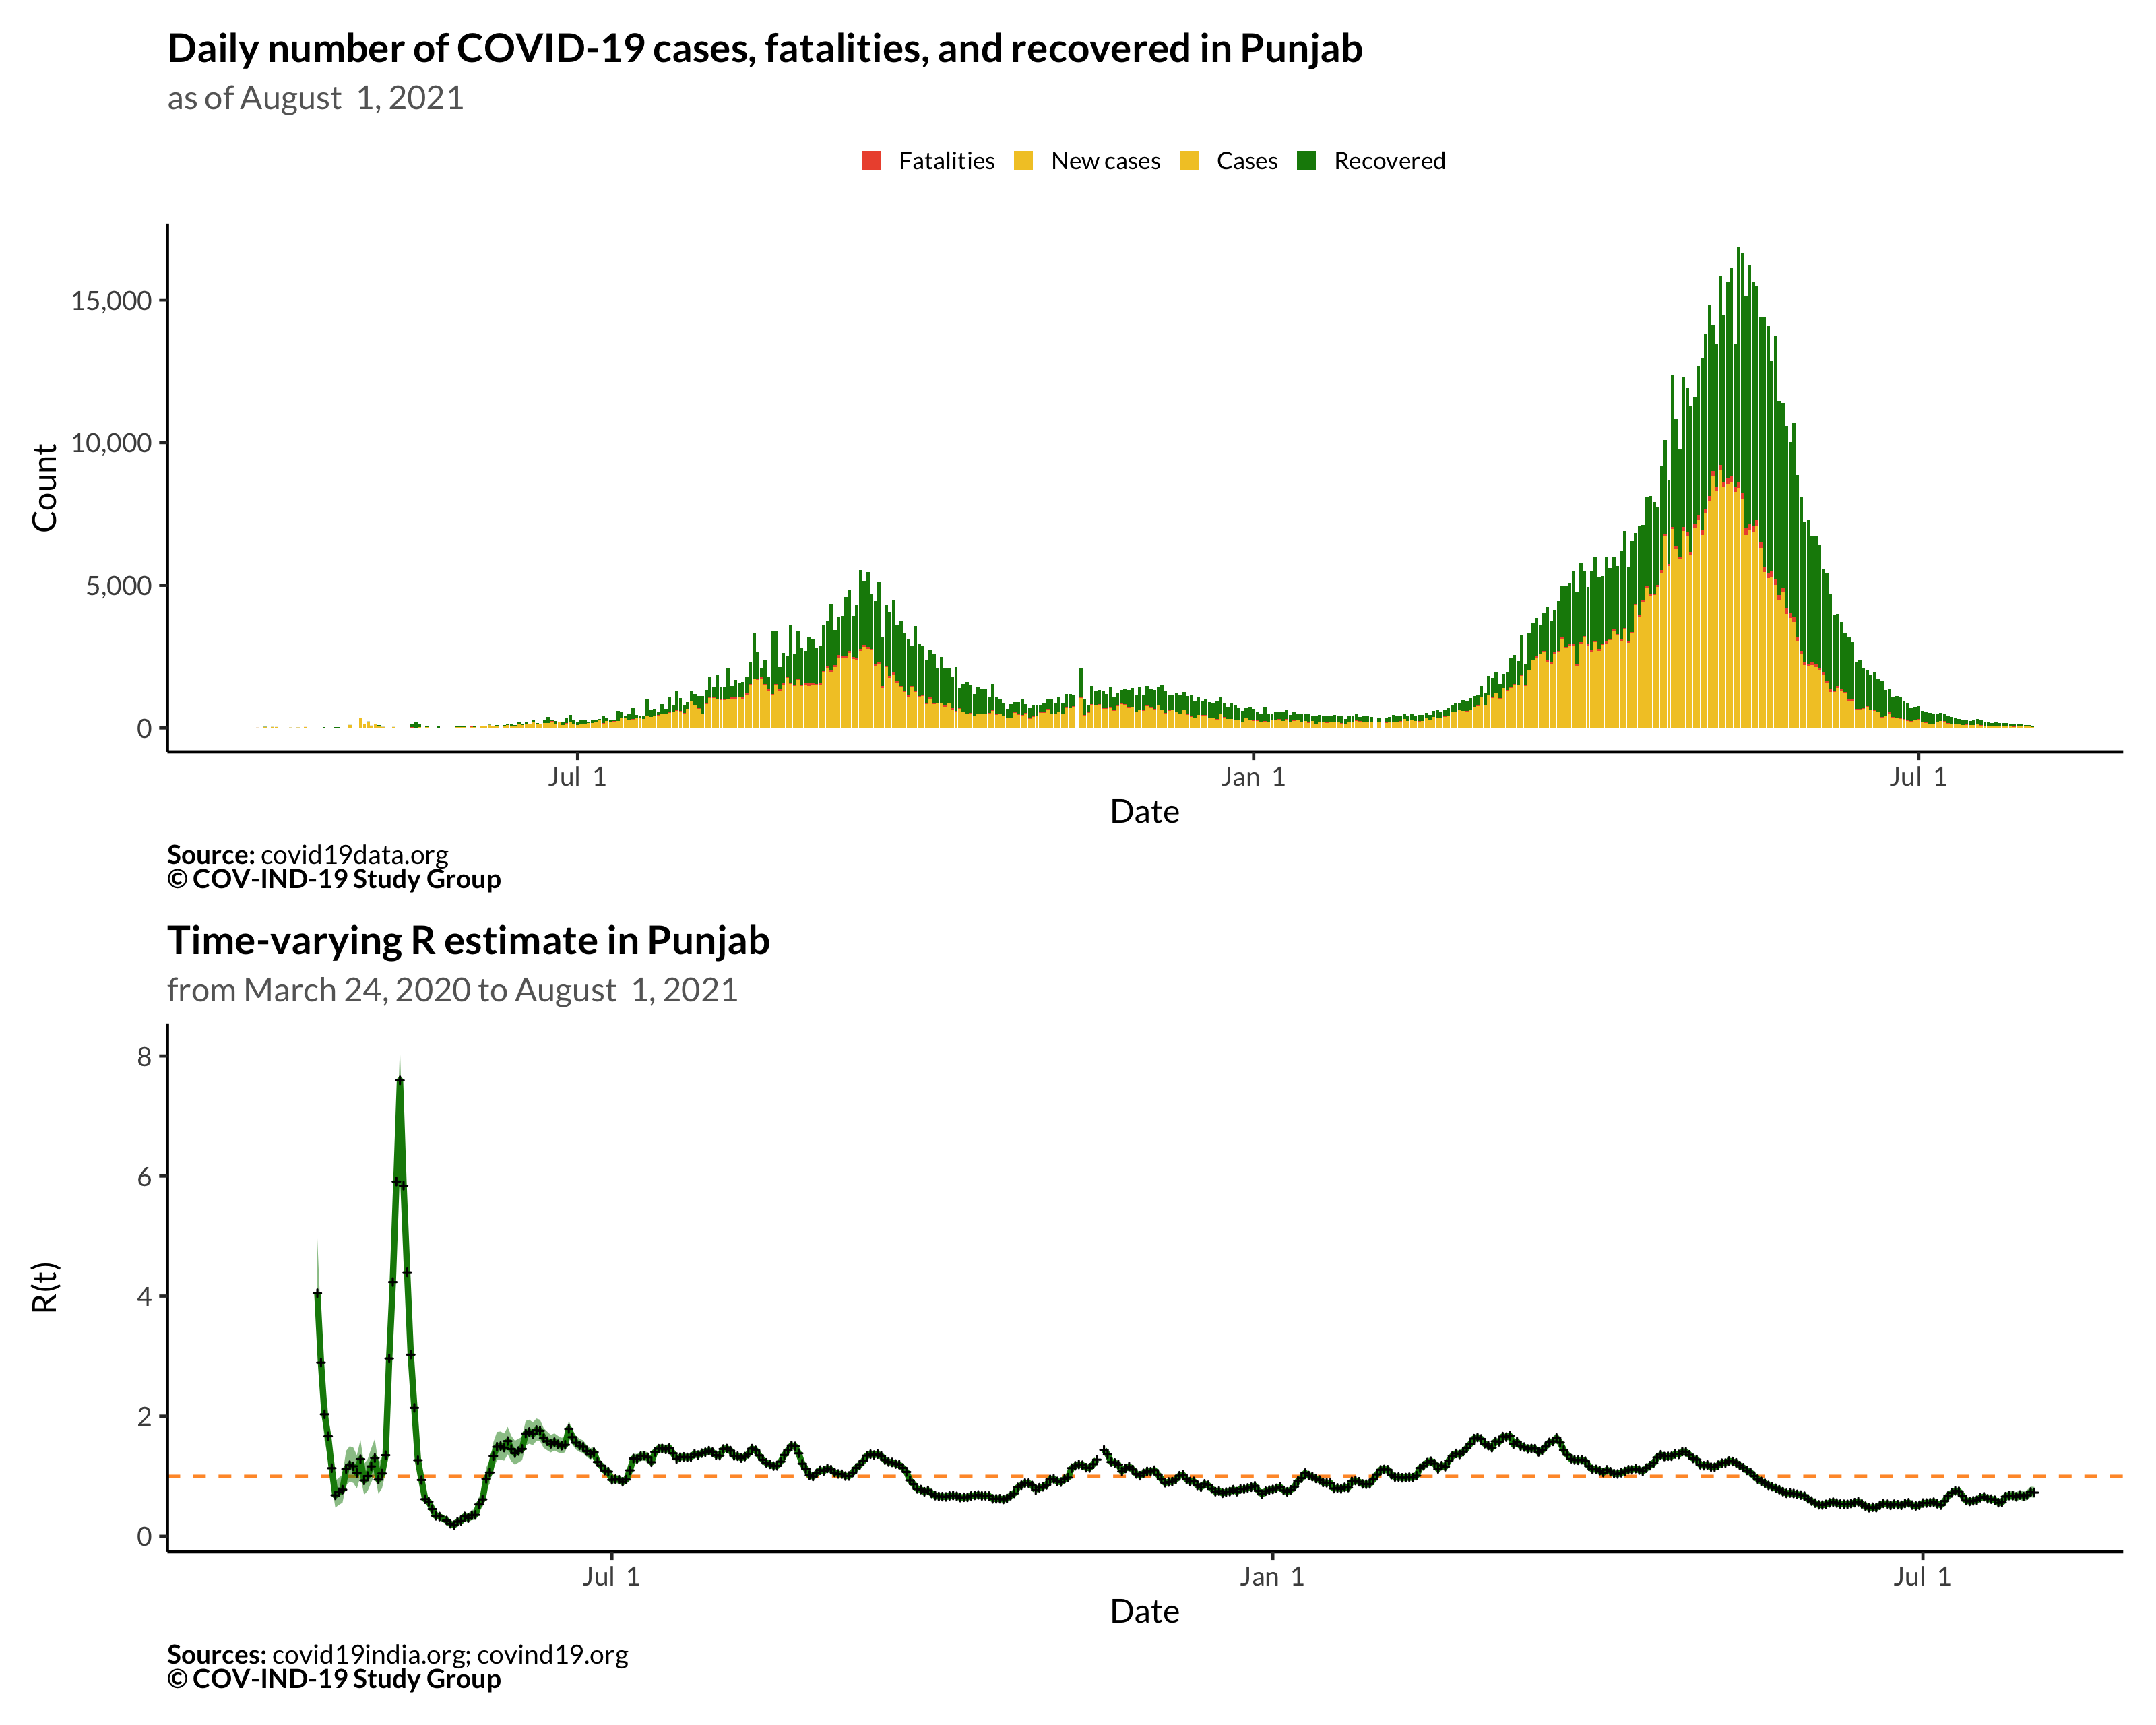 Daily number of COVID-19 cases, fatalities, and recovered in Punjab
as of August  1, 2021
Fatalities New cases Cases Recovered
15,000
10,000
5,000
0
Count
Jul  1 Jan  1 Jul  1
Date
Source: covid19data.org
© COV-IND-19 Study Group
Time-varying R estimate in Punjab
from March 24, 2020 to August  1, 2021
8
6
4
2
0
R(t)
Jul  1 Jan  1 Jul  1
Date
Sources: covid19india.org; covind19.org
© COV-IND-19 Study Group